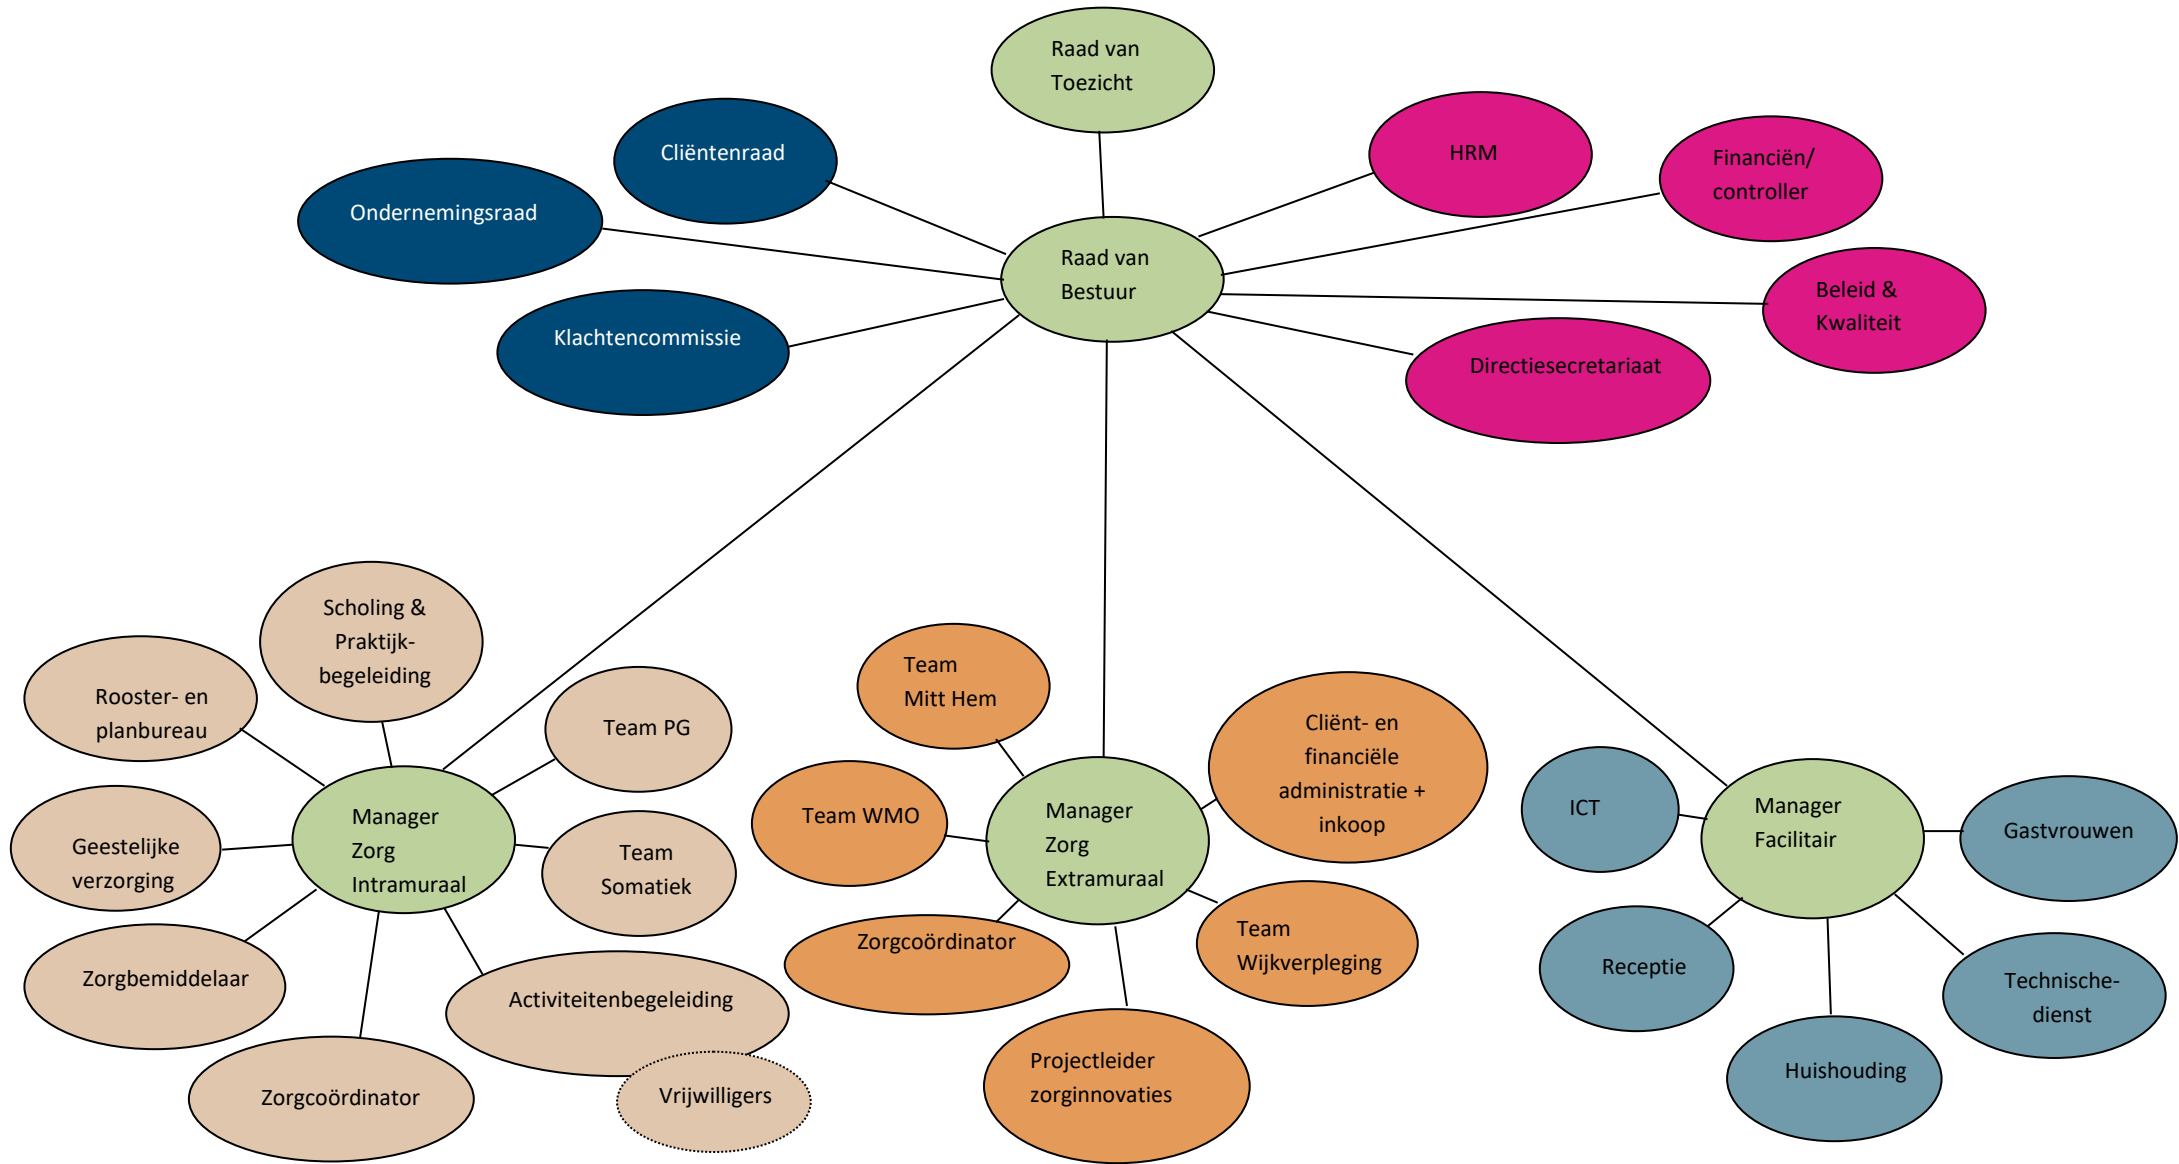 Raad van
Toezicht
Cliëntenraad
HRM
Financiën/
controller
Ondernemingsraad
Raad van
Bestuur
Beleid &
Kwaliteit
Klachtencommissie
Directiesecretariaat
Scholing &
Praktijk-
begeleiding
Rooster- en
planbureau
Team PG
Geestelijke
verzorging
Manager
Zorg
Intramuraal
Team
Somatiek
Zorgbemiddelaar
Activiteitenbegeleiding
Zorgcoördinator
Vrijwilligers
Team
Mitt Hem
Cliënt- en
financiële
administratie +
inkoop
Team WMO
Manager
Zorg
Extramuraal
Zorgcoördinator
Team
Wijkverpleging
Projectleider
zorginnovaties
ICT
Manager
Facilitair
Gastvrouwen
Receptie
Technische-
dienst
Huishouding